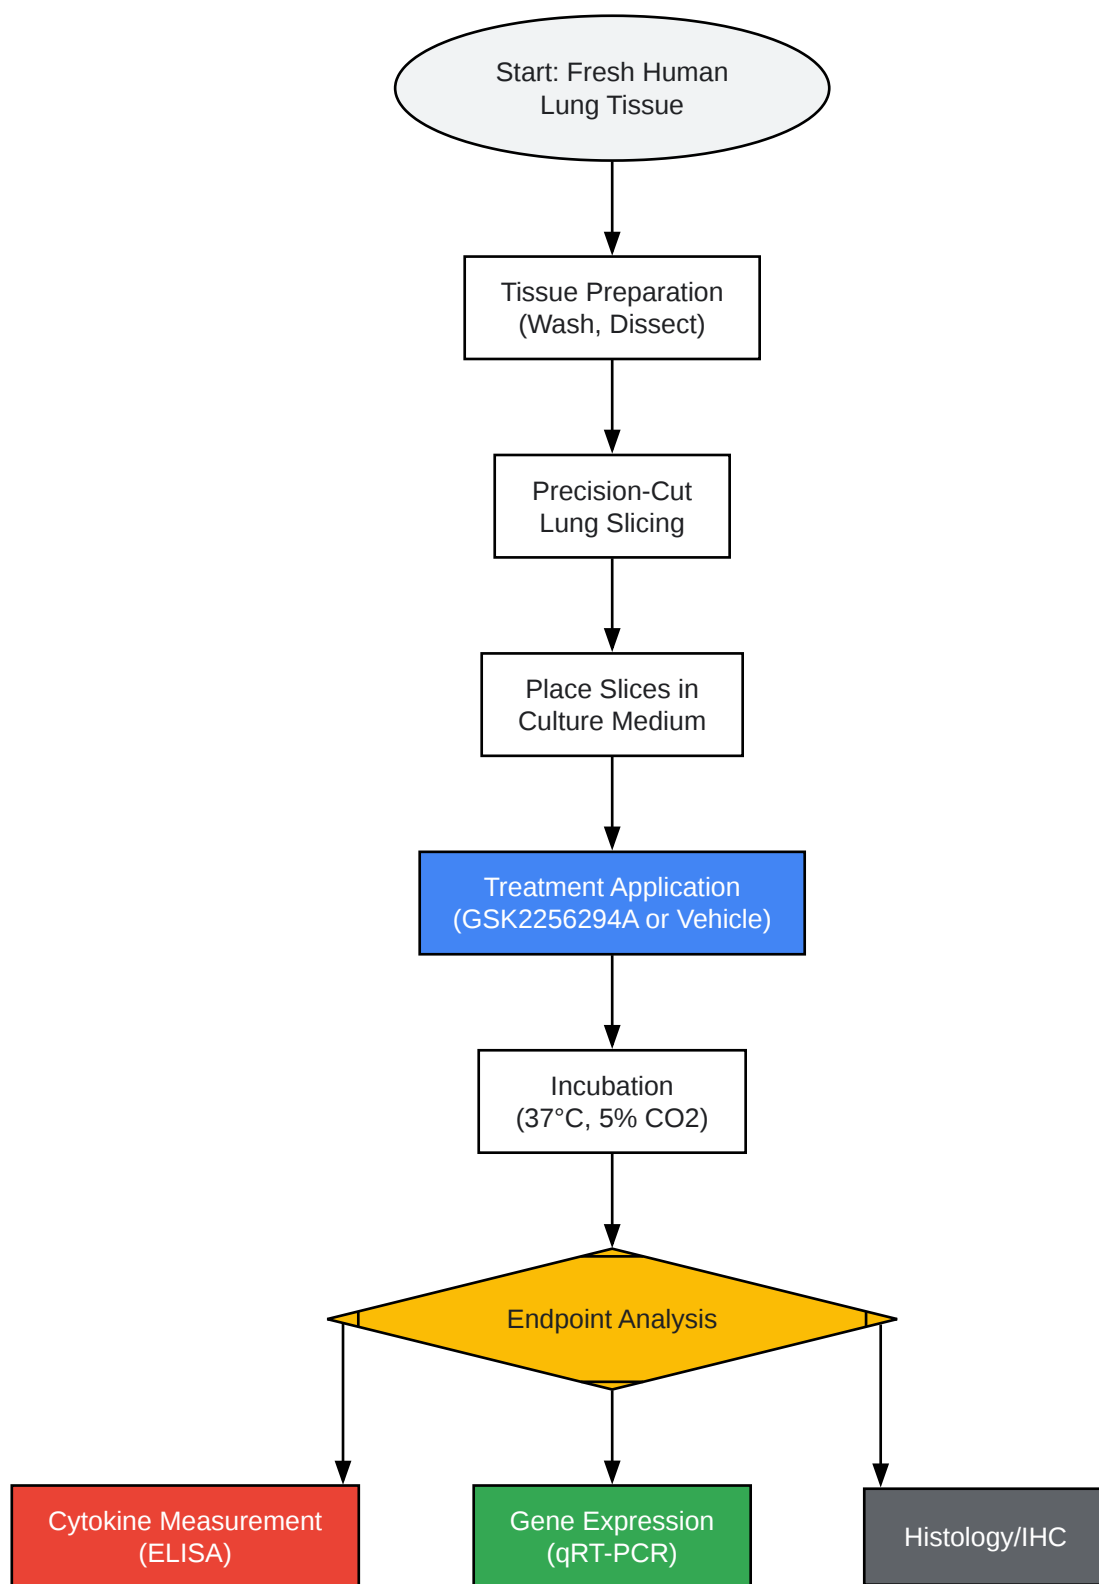 Start: Fresh Human
Lung Tissue
Tissue Preparation
(Wash, Dissect)
Precision-Cut
Lung Slicing
Place Slices in
Culture Medium
Treatment Application
(GSK2256294A or Vehicle)
Incubation
(37°C, 5% CO2)
Endpoint Analysis
Cytokine Measurement
(ELISA)
Gene Expression
(qRT-PCR)
Histology/IHC